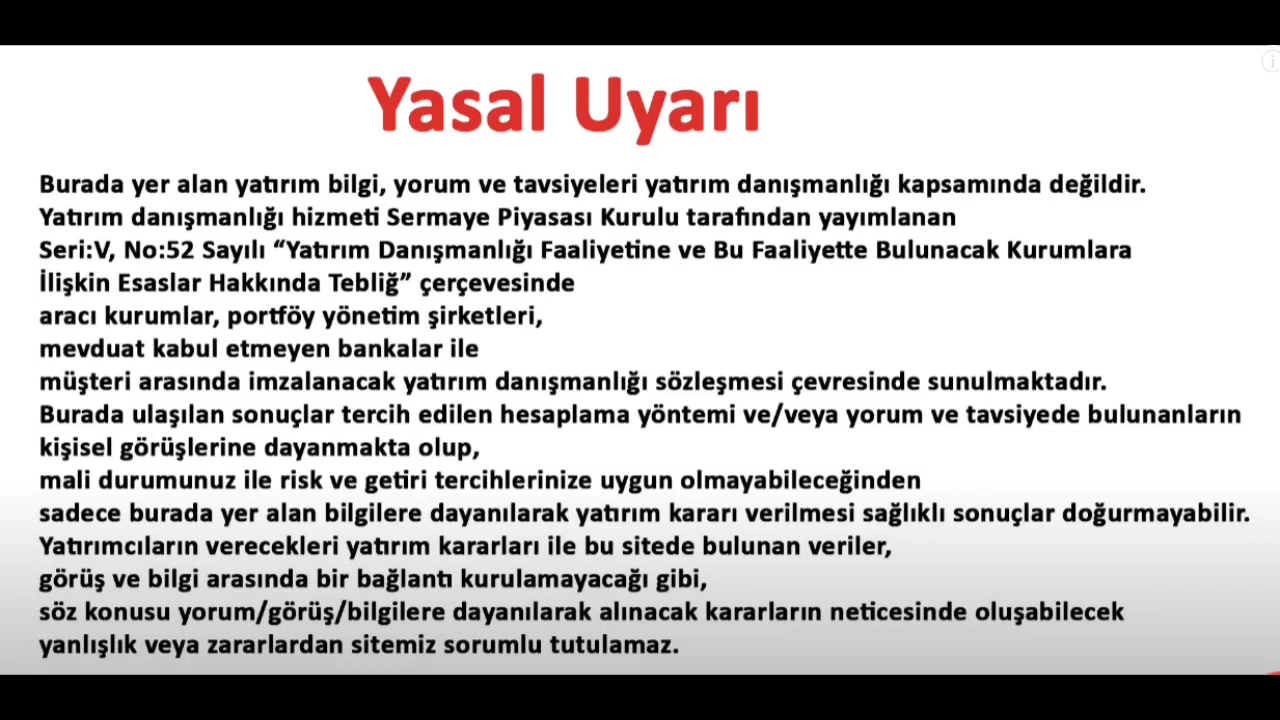 Yasal Uyarı
Burada yer alan yatırım bilgi, yorum ve tavsiyeleri yatırım danışmanlığı kapsamında değildir.
Yatırım danışmanlığı hizmeti Sermaye Piyasası Kurulu tarafından yayımlanan
Seri:V, No:52 Sayılı “Yatırım Danışmanlığı Faaliyetine ve Bu Faaliyette Bulunacak Kurumlara
İlişkin Esaslar Hakkında Tebliğ” çerçevesinde
aracı kurumlar, portföy yönetim şirketleri,
mevduat kabul etmeyen bankalar ile
müşteri arasında imzalanacak yatırım danışmanlığı sözleşmesi çevresinde sunulmaktadır.
Burada ulaşılan sonuçlar tercih edilen hesaplama yöntemi ve/veya yorum ve tavsiyede bulunanların
kişisel görüşlerine dayanmakta olup,
mali durumunuz ile risk ve getiri tercihlerinize uygun olmayabileceğinden
sadece burada yer alan bilgilere dayanılarak yatırım kararı verilmesi sağlıklı sonuçlar doğurmayabilir.
Yatırımcıların verecekleri yatırım kararları ile bu sitede bulunan veriler,
görüş ve bilgi arasında bir bağlantı kurulamayacağı gibi,
söz konusu yorum/görüş/bilgilere dayanılarak alınacak kararların neticesinde oluşabilecek
yanlışlık veya zararlardan sitemiz sorumlu tutulamaz.